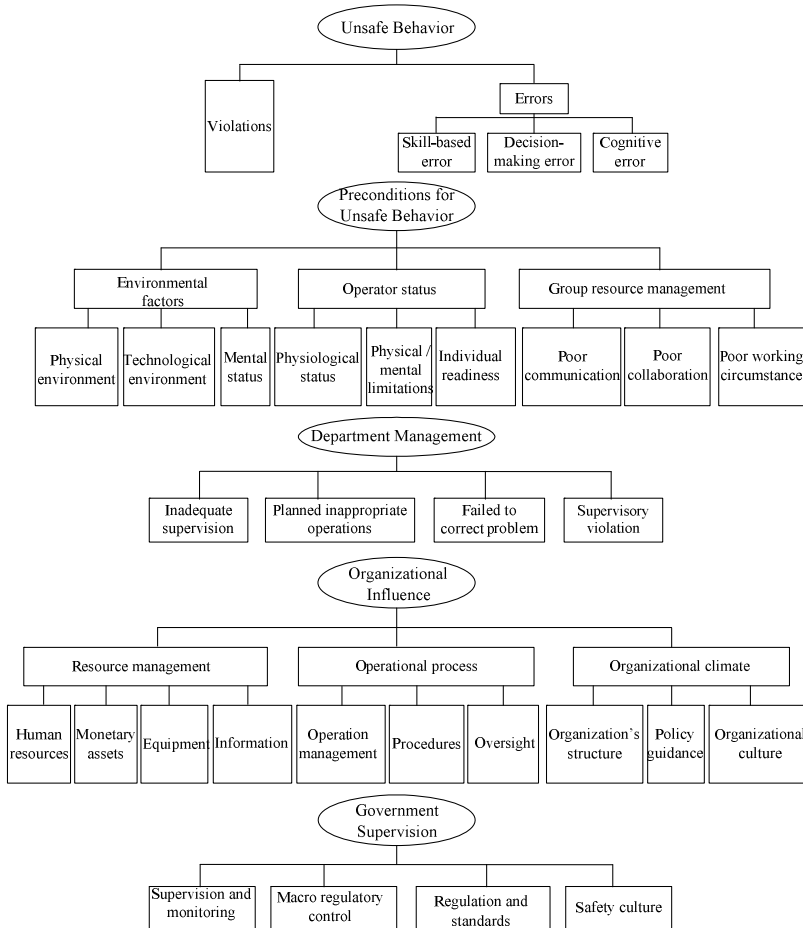 Unsafe Behavior
Violations
Errors
Skill-based
error
Decision-
making error
Cognitive
error
Preconditions for
Unsafe Behavior
Environmental
factors
Operator status
Group resource management
Physical
environment
Technological
environment
Mental
status
Physiological
status
Physical /
mental
limitations
Individual
readiness
Poor
communication
Poor
collaboration
Poor working
circumstance
Department Management
Inadequate
supervision
Planned inappropriate
operations
Failed to
correct problem
Supervisory
violation
Organizational
Influence
Resource management
Operational process
Organizational climate
Human
resources
Monetary
assets
Equipment
Information
Operation
management
Procedures
Oversight
Organization's
structure
Policy
guidance
Organizational
culture
Government
Supervision
Supervision and
monitoring
Macro regulatory
control
Regulation and
standards
Safety culture